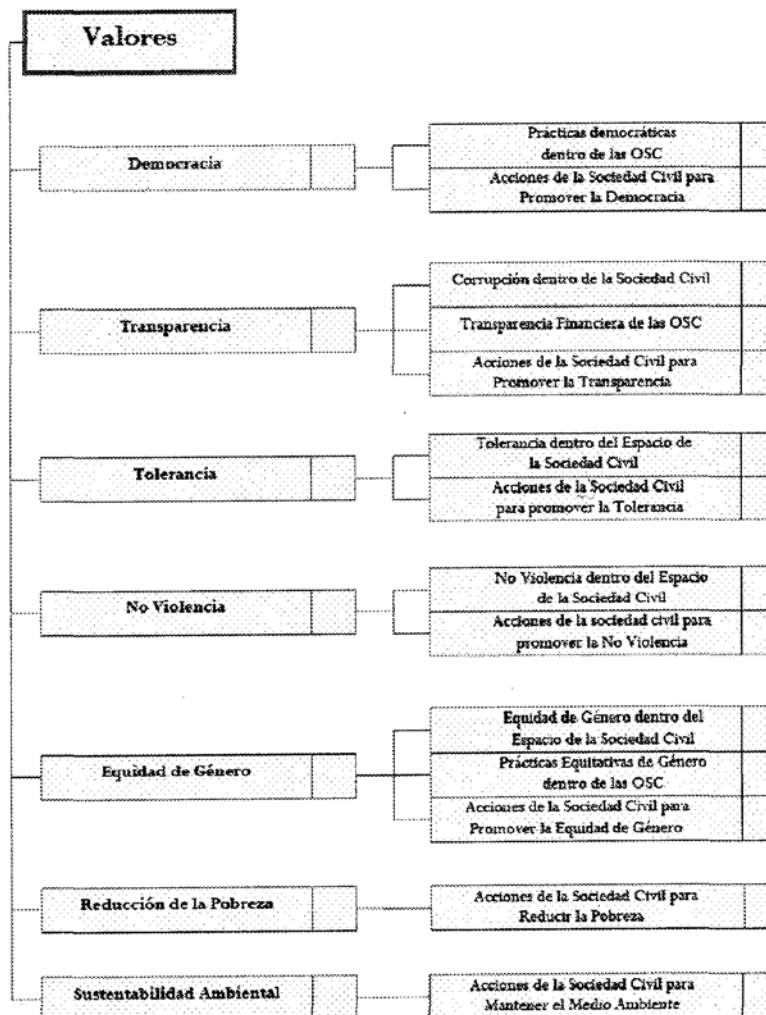 Valores
Democracia
Prácticas democráticas
dentro de las OSC
Acciones de la Sociedad Civil para
Promover la Democracia
Transparencia
Corrupción dentro de la Sociedad Civil
Transparencia Financiera de las OSC
Acciones de la Sociedad Civil para
Promover la Transparencia
Tolerancia
Tolerancia dentro del Espacio de
la Sociedad Civil
Acciones de la Sociedad Civil
para promover la Tolerancia
No Violencia
No Violencia dentro del Espacio
de la Sociedad Civil
Acciones de la sociedad civil para
promover la No Violencia
Equidad de Género
Equidad de Género dentro del
Espacio de la Sociedad Civil
Prácticas Equitativas de Género
dentro de las OSC
Acciones de la Sociedad Civil para
Promover la Equidad de Género
Reducción de la Pobreza
Acciones de la Sociedad Civil para
Reducir la Pobreza
Sustentabilidad Ambiental
Acciones de la Sociedad Civil para
Mantener el Medio Ambiente